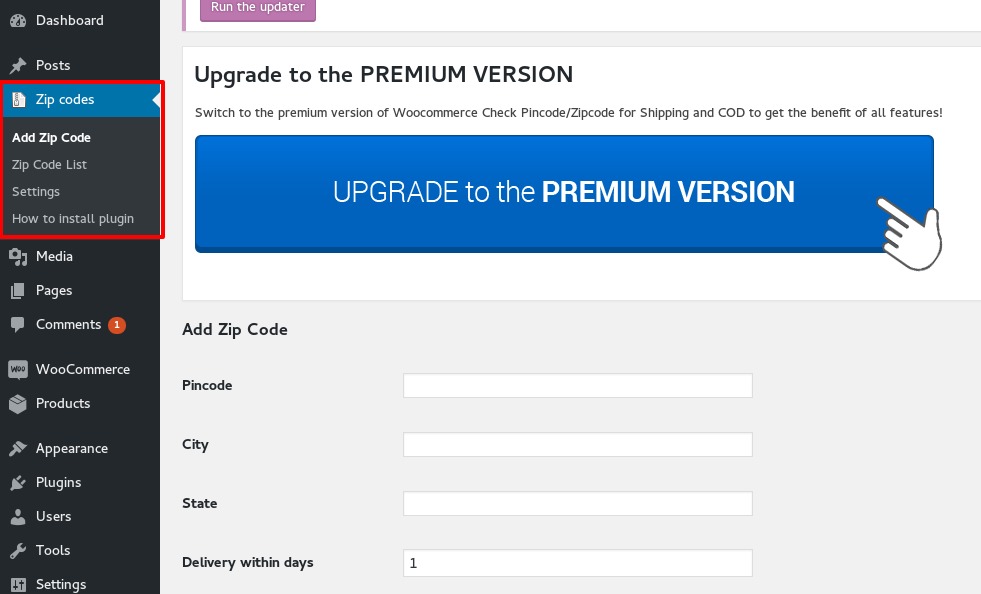 Dashboard
Posts
Zip codes
Add Zip Code
Zip Code List
Settings
How to install plugin
Media
Pages
Comments 1
WOO WooCommerce
Products
Appearance
Plugins
Users
Tools
Settings
Run the updater
Upgrade to the PREMIUM VERSION
Switch to the premium version of Woocommerce Check Pincode/Zipcode for Shipping and COD to get the benefit of all features!
UPGRADE to the PREMIUM VERSION
Add Zip Code
Pincode
City
State
Delivery within days 1